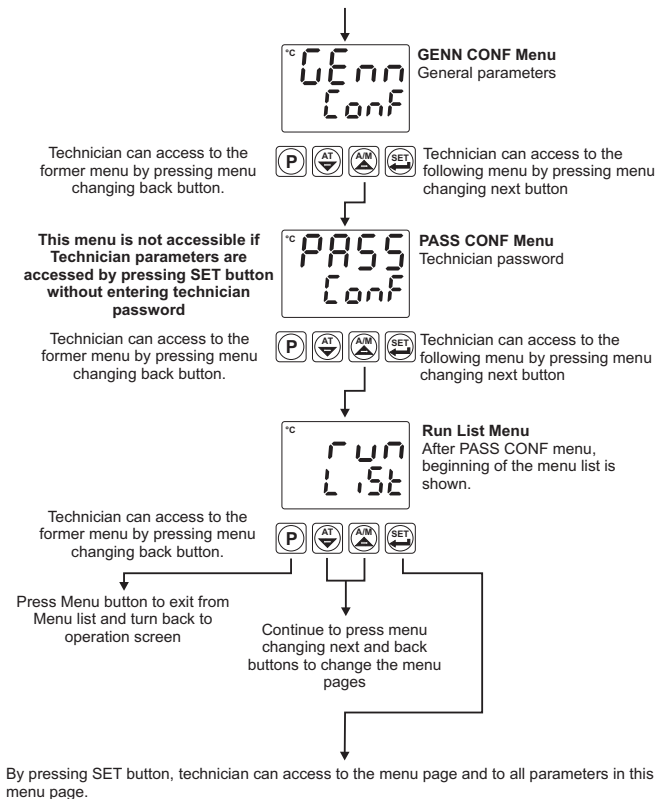 °C
GEnn
ConF
GENN CONF Menu
General parameters
Technician can access to the
former menu by pressing menu
changing back button.
P AT A/M SET
Technician can access to the
following menu by pressing menu
changing next button
This menu is not accessible if
Technician parameters are
accessed by pressing SET button
without entering technician
password
°C
PASS
ConF
PASS CONF Menu
Technician password
Technician can access to the
former menu by pressing menu
changing back button.
P AT A/M SET
Technician can access to the
following menu by pressing menu
changing next button
°C
run
LiSt
Run List Menu
After PASS CONF menu,
beginning of the menu list is
shown.
Technician can access to the
former menu by pressing menu
changing back button.
P AT A/M SET
Press Menu button to exit from
Menu list and turn back to
operation screen
Continue to press menu
changing next and back
buttons to change the menu
pages
By pressing SET button, technician can access to the menu page and to all parameters in this
menu page.